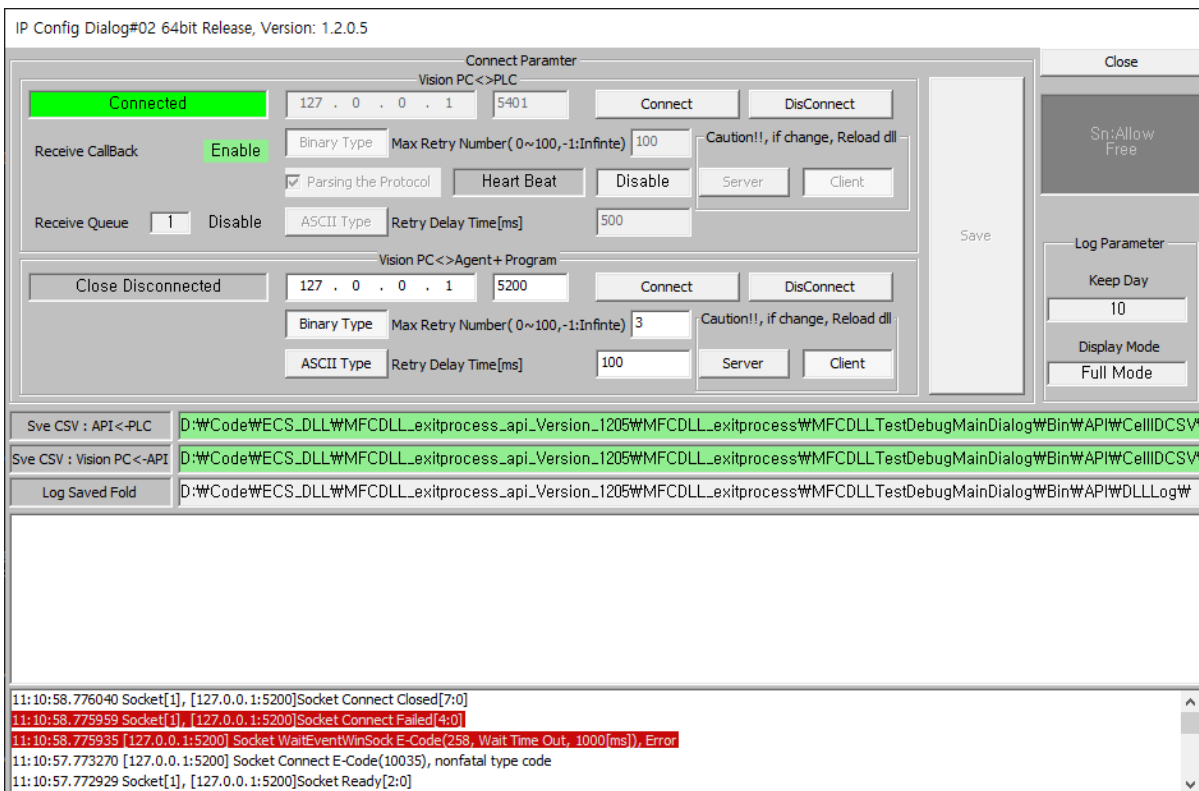 IP Config Dialog#02 64bit Release, Version: 1.2.0.5
Connect Paramter
Close
Vision PC<>PLC
Connected
127 . 0 . 0 . 1
5401
Connect
DisConnect
Sn:Allow
Free
Receive CallBack
Enable
Binary Type
Max Retry Number( 0~100,-1:Infinte)
100
Caution!!, if change, Reload dll
Parsing the Protocol
Heart Beat
Disable
Server
Client
Receive Queue
1
Disable
ASCII Type
Retry Delay Time[ms]
500
Save
Log Parameter
Vision PC<>Agent+ Program
Close Disconnected
127 . 0 . 0 . 1
5200
Connect
DisConnect
Keep Day
10
Binary Type
Max Retry Number( 0~100,-1:Infinte)
3
Caution!!, if change, Reload dll
Display Mode
ASCII Type
Retry Delay Time[ms]
100
Server
Client
Full Mode
Sve CSV : API<-PLC
D:₩Code₩ECS_DLL₩MFCDLL_exitprocess_api_Version_1205₩MFCDLL_exitprocess₩MFCDLLTestDebugMainDialog₩Bin₩API₩CellIDCSV₩
Sve CSV : Vision PC<-API
D:₩Code₩ECS_DLL₩MFCDLL_exitprocess_api_Version_1205₩MFCDLL_exitprocess₩MFCDLLTestDebugMainDialog₩Bin₩API₩CellIDCSV₩
Log Saved Fold
D:₩Code₩ECS_DLL₩MFCDLL_exitprocess_api_Version_1205₩MFCDLL_exitprocess₩MFCDLLTestDebugMainDialog₩Bin₩API₩DLLLog₩
11:10:58.776040 Socket[1], [127.0.0.1:5200]Socket Connect Closed[7:0]
11:10:58.775959 Socket[1], [127.0.0.1:5200]Socket Connect Failed[4:0]
11:10:58.775935 [127.0.0.1:5200] Socket WaitEventWinSock E-Code(258, Wait Time Out, 1000[ms]), Error
11:10:57.773270 [127.0.0.1:5200] Socket Connect E-Code(10035), nonfatal type code
11:10:57.772929 Socket[1], [127.0.0.1:5200]Socket Ready[2:0]